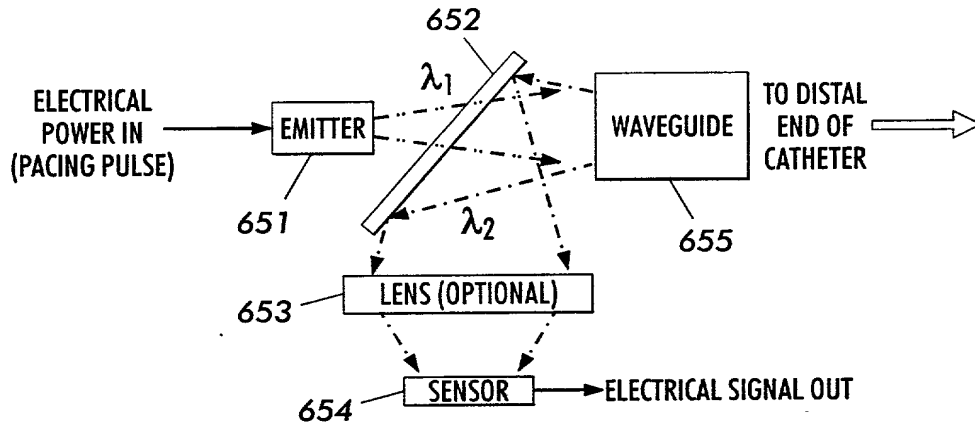 652
λ1
ELECTRICAL
POWER IN
(PACING PULSE)
EMITTER
651
WAVEGUIDE
655
TO DISTAL
END OF
CATHETER
λ2
LENS (OPTIONAL)
653
SENSOR
654
ELECTRICAL SIGNAL OUT